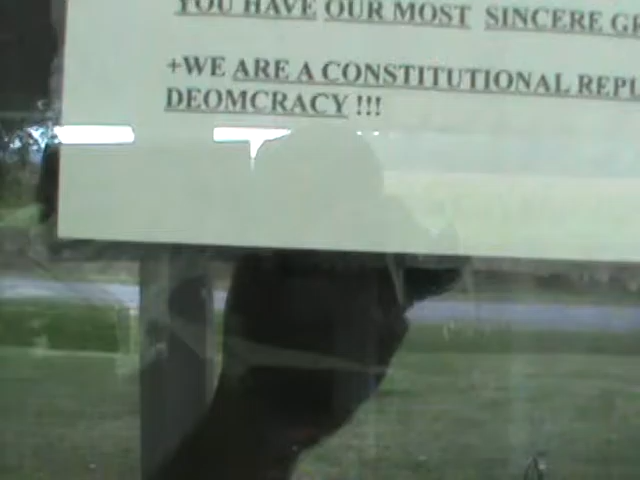 YOU HAVE OUR MOST SINCERE
+WE ARE A CONSTITUTIONAL
DEOMCRACY !!!